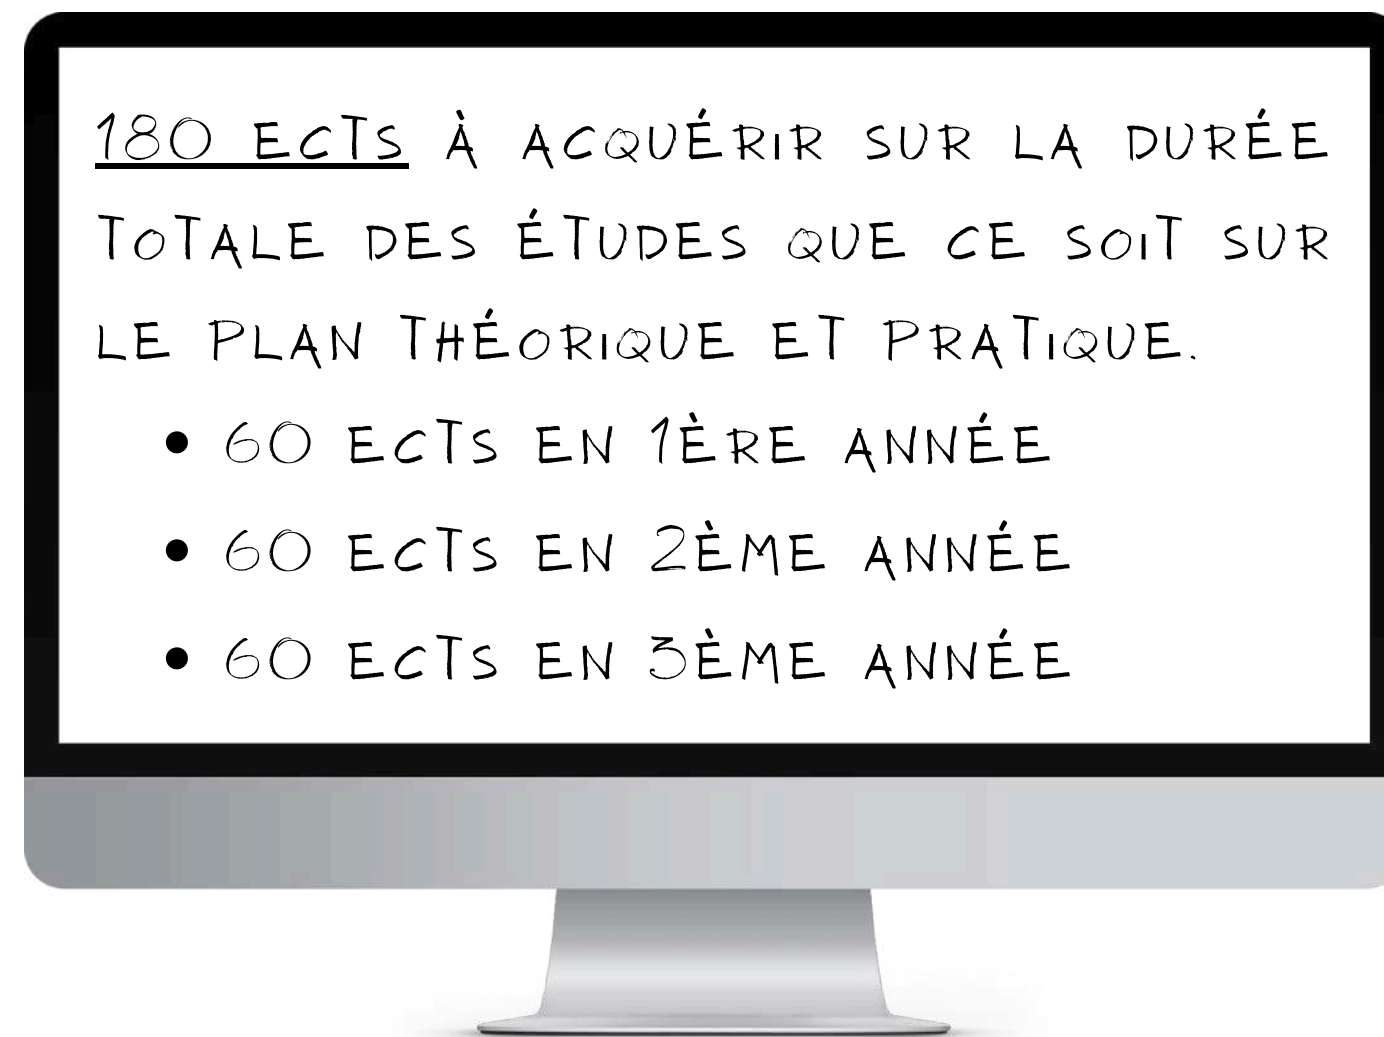 180 ECTS À ACQUÉRIR SUR LA DURÉE
TOTALE DES ÉTUDES QUE CE SOIT SUR
LE PLAN THÉORIQUE ET PRATIQUE.
• 60 ECTS EN 1ÈRE ANNÉE
• 60 ECTS EN 2ÈME ANNÉE
• 60 ECTS EN 3ÈME ANNÉE